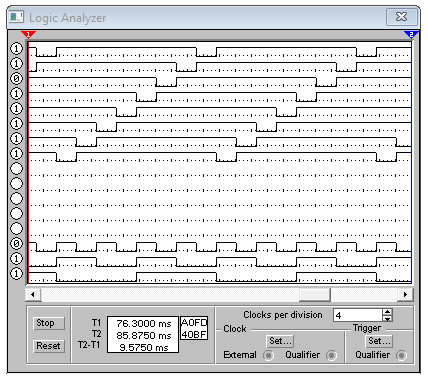 Logic Analyzer
1 2
1
1
0
1
1
1
1
1
0
1
1
Stop
Reset
T1 76.3000 ms A0FD
T2 85.8750 ms 40BF
T2-T1 9.5750 ms
Clocks per division 4
Clock
Set...
External Qualifier
Trigger
Set...
Qualifier